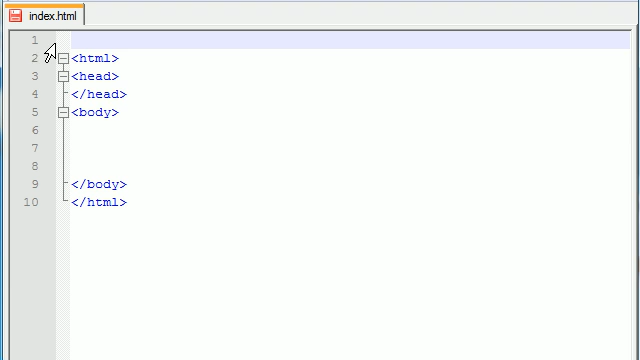 index.html
1
2 <html>
3 <head>
4 </head>
5 <body>
6
7
8
9 </body>
10 </html>